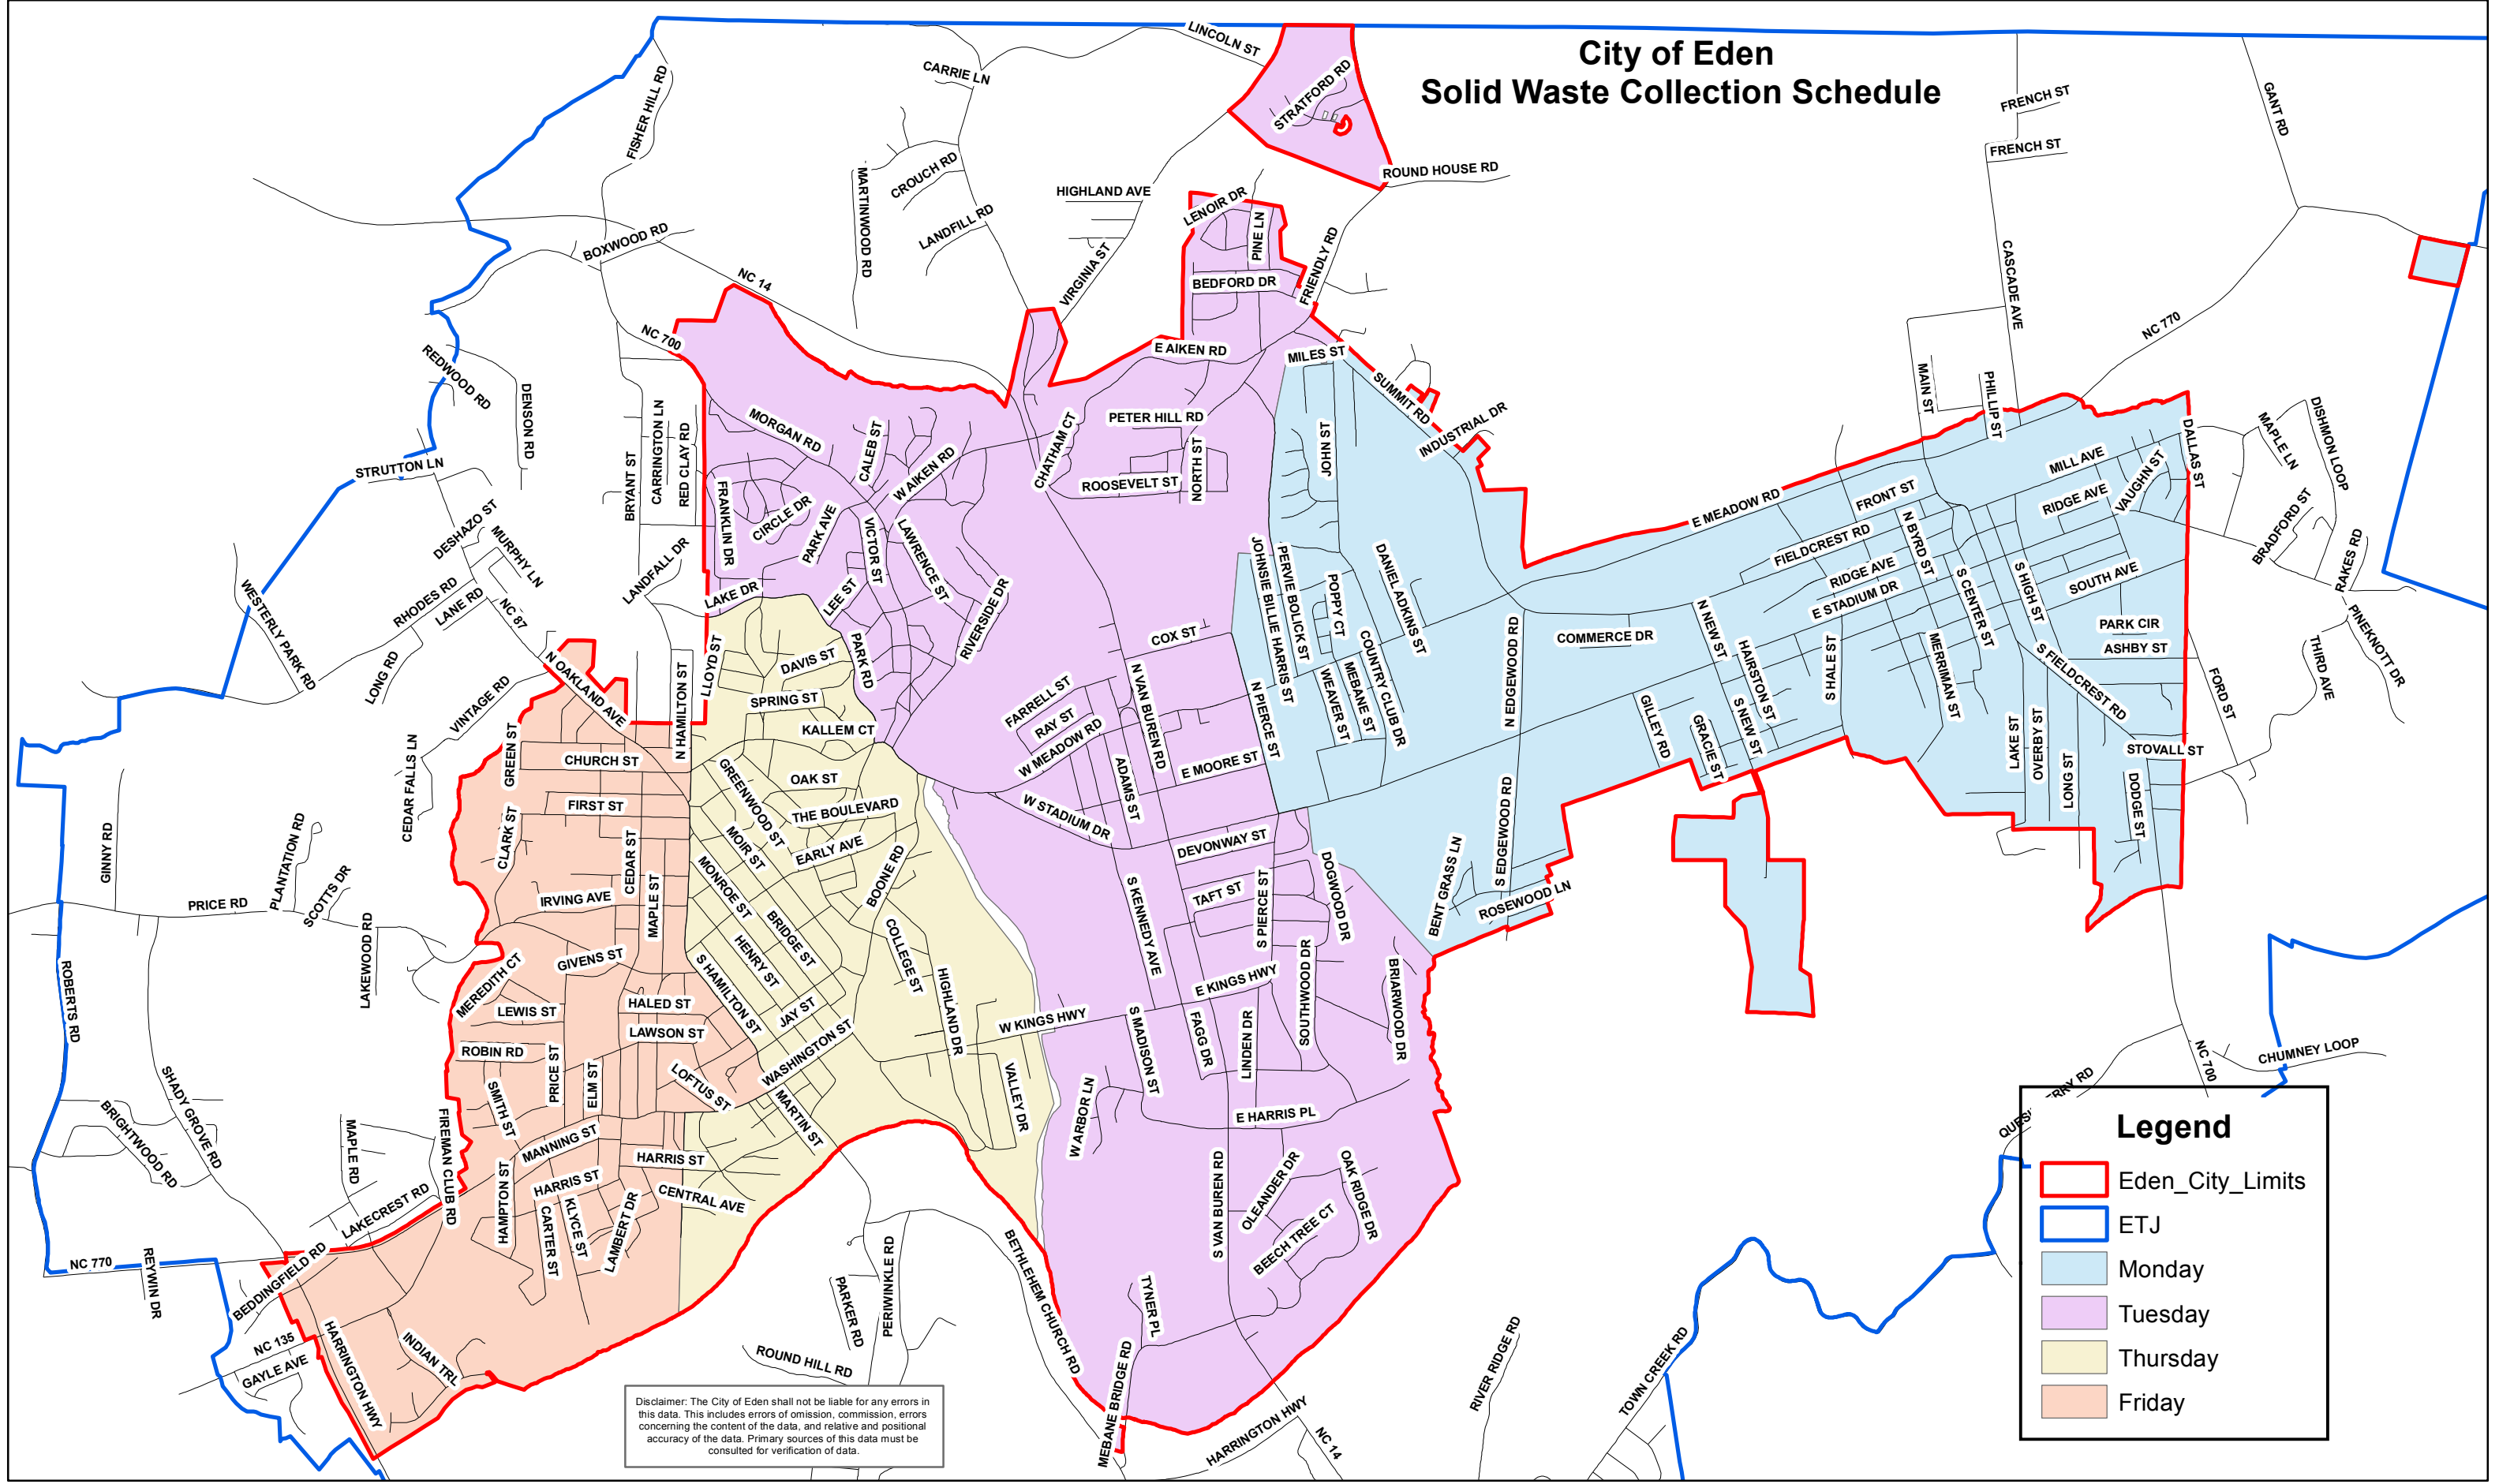 City of Eden
Solid Waste Collection Schedule
LINCOLN ST
CARRIE LN
STRATFORD RD
FISHER HILL RD
FRENCH ST
GANT RD
FRENCH ST
CROUCH RD
MARTINWOOD RD
HIGHLAND AVE
ROUND HOUSE RD
LENOIR DR
PINE LN
LANDFILL RD
BOXWOOD RD
VIRGINIA ST
FRIENDLY RD
CASCADE AVE
NC 14
BEDFORD DR
NC 700
NC 770
E AIKEN RD
MILES ST
REDWOOD RD
DENSON RD
SUMMIT RD
MAIN ST
PHILLIP ST
CARRINGTON LN
RED CLAY RD
MORGAN RD
CALEB ST
CHATHAM CT
PETER HILL RD
JOHN ST
INDUSTRIAL DR
DALLAS ST
MAPLE LN
DISHMON LOOP
STRUTTON LN
BRYANT ST
W AIKEN RD
ROOSEVELT ST
NORTH ST
MILL AVE
VAUGHN ST
FRANKLIN DR
CIRCLE DR
PARK AVE
VICTOR ST
LAWRENCE ST
E MEADOW RD
FRONT ST
RIDGE AVE
DESHAZO ST
MURPHY LN
LANDFALL DR
FIELDCREST RD
N BYRD ST
BRADFORD ST
RAKES RD
JOHNSIE BILLIE HARRIS ST
PERVIE BOLICK ST
POPPY CT
DANIEL ADKINS ST
RIDGE AVE
E STADIUM DR
S CENTER ST
S HIGH ST
SOUTH AVE
WESTERLY PARK RD
RHODES RD
LANE RD
NC 87
LAKE DR
LEE ST
RIVERSIDE DR
COX ST
COUNTRY CLUB DR
N EDGEWOOD RD
COMMERCE DR
N NEW ST
PARK CIR
ASHBY ST
PINEKNOTT DR
THIRD AVE
LONG RD
VINTAGE RD
N OAKLAND AVE
N HAMILTON ST
LLOYD ST
DAVIS ST
PARK RD
SPRING ST
KALLEM CT
FARRELL ST
RAY ST
W MEADOW RD
N VAN BUREN RD
N PIERCE ST
WEAVER ST
MEBANE ST
GILLEY RD
GRACIE ST
HAIRSTON ST
S NEW ST
S HALE ST
MERRIMAN ST
S FIELDCREST RD
FORD ST
LAKE ST
OVERBY ST
LONG ST
STOVALL ST
DODGE ST
CEDAR FALLS LN
GREEN ST
CHURCH ST
FIRST ST
GREENWOOD ST
OAK ST
THE BOULEVARD
ADAMS ST
E MOORE ST
W STADIUM DR
DEVONWAY ST
S EDGEWOOD RD
BENT GRASS LN
ROSEWOOD LN
GINNY RD
PLANTATION RD
SCOTTS DR
PRICE RD
LAKEWOOD RD
CLARK ST
CEDAR ST
MAPLE ST
IRVING AVE
MOIR ST
MONROE ST
EARLY AVE
BOONE RD
BRIDGE ST
HENRY ST
COLLEGE ST
HIGHLAND DR
S KENNEDY AVE
TAFT ST
S PIERCE ST
DOGWOOD DR
SOUTHWOOD DR
BRIARWOOD DR
E KINGS HWY
W KINGS HWY
ROBERTS RD
MEREDITH CT
GIVENS ST
LEWIS ST
HALED ST
LAWSON ST
S HAMILTON ST
JAY ST
WASHINGTON ST
ROBIN RD
SMITH ST
PRICE ST
ELM ST
LOFTUS ST
MARTIN ST
VALLEY DR
W ARBOR LN
S MADISON ST
FAGG DR
LINDEN DR
E HARRIS PL
SHADY GROVE RD
BRIGHTWOOD RD
MAPLE RD
FIREMAN CLUB RD
LAKECREST RD
MANNING ST
HARRIS ST
HARRIS ST
HAMPTON ST
CARTER ST
KLYCE ST
LAMBERT DR
CENTRAL AVE
S VAN BUREN RD
OLEANDER DR
OAK RIDGE DR
BEECH TREE CT
NC 770
REYWIN DR
BEDDINGFIELD RD
NC 135
GAYLE AVE
HARRINGTON HWY
INDIAN TRL
PARKER RD
PERIWINKLE RD
ROUND HILL RD
BETHLEHEM CHURCH RD
TYNER PL
MEBANE BRIDGE RD
HARRINGTON HWY
NC 14
RIVER RIDGE RD
TOWN CREEK RD
NC 700
CHUMNEY LOOP
Disclaimer: The City of Eden shall not be liable for any errors in
this data. This includes errors of omission, commission, errors
concerning the content of the data, and relative and positional
accuracy of the data. Primary sources of this data must be
consulted for verification of data.
Legend
Eden_City_Limits
ETJ
Monday
Tuesday
Thursday
Friday